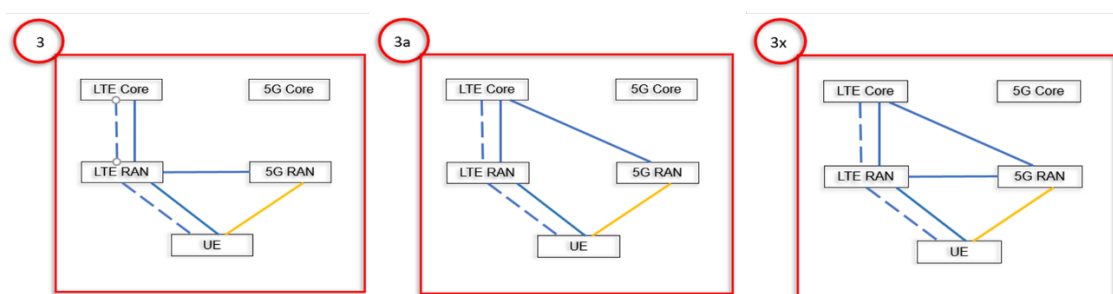 3
LTE Core
5G Core
LTE RAN
5G RAN
UE
3a
LTE Core
5G Core
LTE RAN
5G RAN
UE
3x
LTE Core
5G Core
LTE RAN
5G RAN
UE